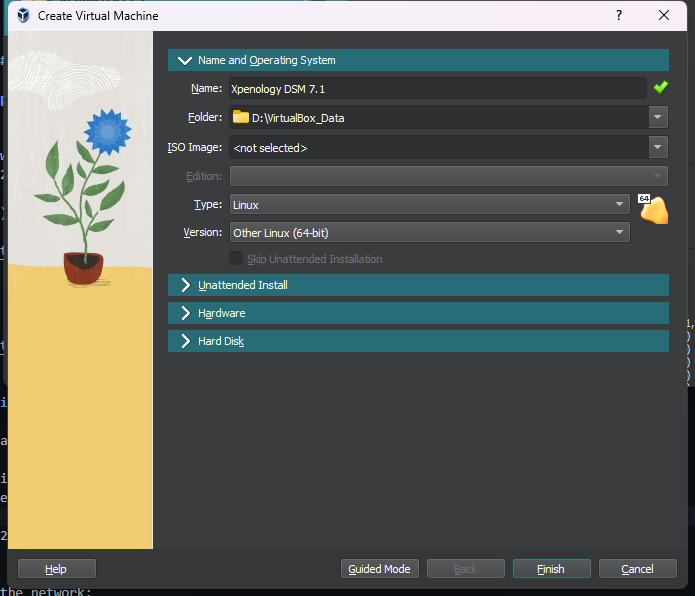 Create Virtual Machine
?
Name and Operating System
Name: Xpenology DSM 7.1
Folder: D:\VirtualBox_Data
ISO Image: <not selected>
Edition:
Type: Linux
64
Version: Other Linux (64-bit)
Skip Unattended Installation
Unattended Install
Hardware
Hard Disk
Help
Guided Mode
Back
Finish
Cancel
the network: